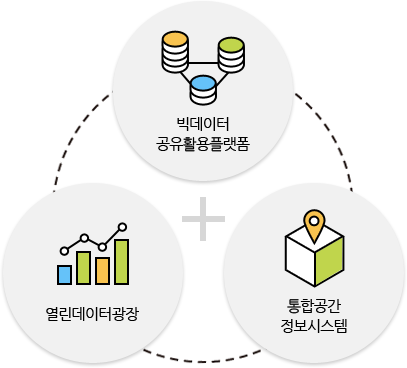 빅데이터
공유활용플랫폼
열린데이터광장
통합공간
정보시스템